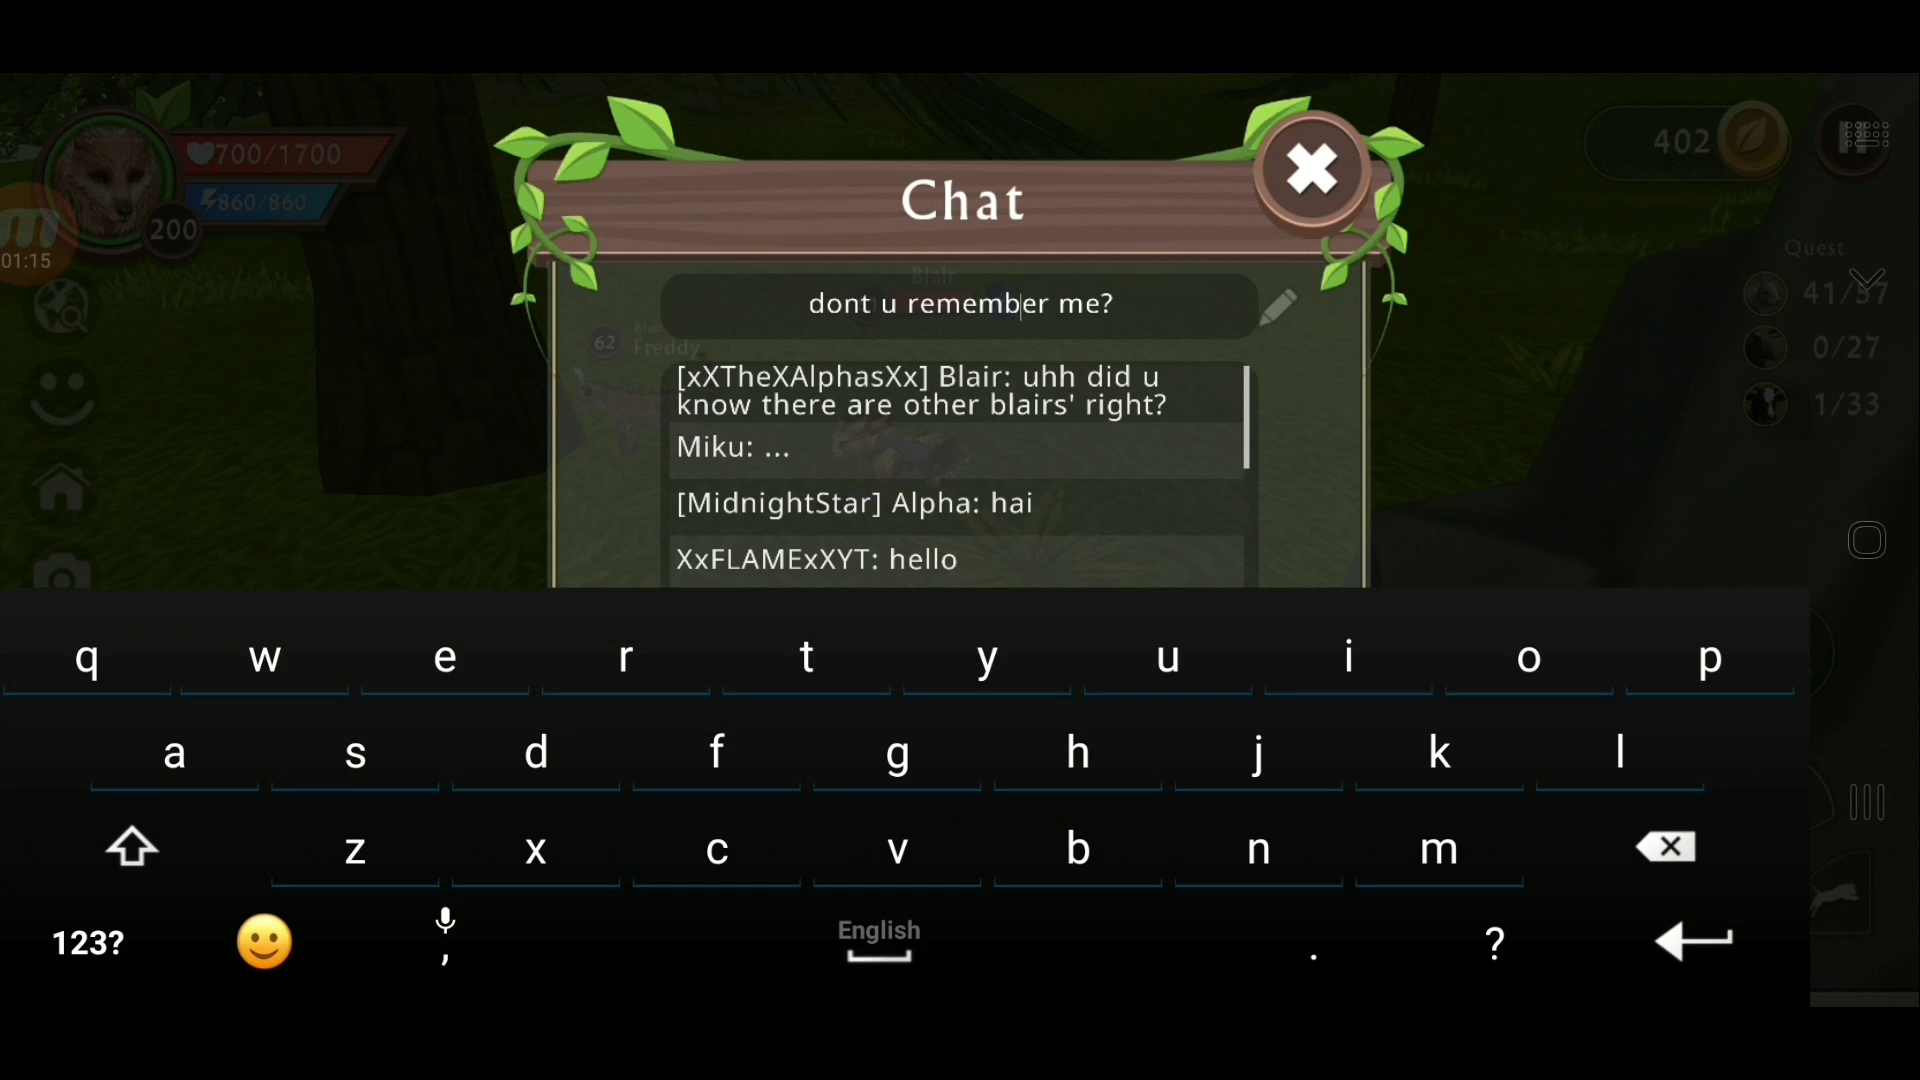 Chat
700/1700
860/860
200
01:15
402
Quest
41/57
0/27
1/33
Blair
dont u remember me?
62
Blai
Freddy
[xXTheXAlphasXx] Blair: uhh did u
know there are other blairs' right?
Miku: ...
[MidnightStar] Alpha: hai
XxFLAMExXYT: hello
q w e r t y u i o p
a s d f g h j k l
z x c v b n m
123? , English . ?